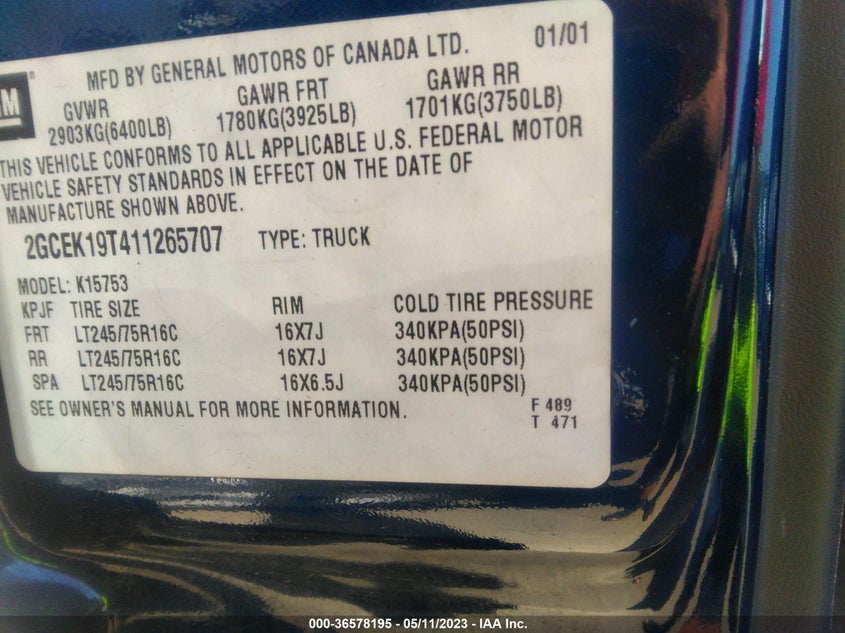 GM ®
MFD BY GENERAL MOTORS OF CANADA LTD. 01/01
GVWR GAWR FRT GAWR RR
2903KG(6400LB) 1780KG(3925LB) 1701KG(3750LB)
THIS VEHICLE CONFORMS TO ALL APPLICABLE U.S. FEDERAL MOTOR
VEHICLE SAFETY STANDARDS IN EFFECT ON THE DATE OF
MANUFACTURE SHOWN ABOVE.
2GCEK19T411265707 TYPE: TRUCK
MODEL: K15753
KPJF TIRE SIZE RIM COLD TIRE PRESSURE
FRT LT245/75R16C 16X7J 340KPA(50PSI)
RR LT245/75R16C 16X7J 340KPA(50PSI)
SPA LT245/75R16C 16X6.5J 340KPA(50PSI)
SEE OWNER'S MANUAL FOR MORE INFORMATION.
F 489
T 471
000-36578195 - 05/11/2023 - IAA Inc.